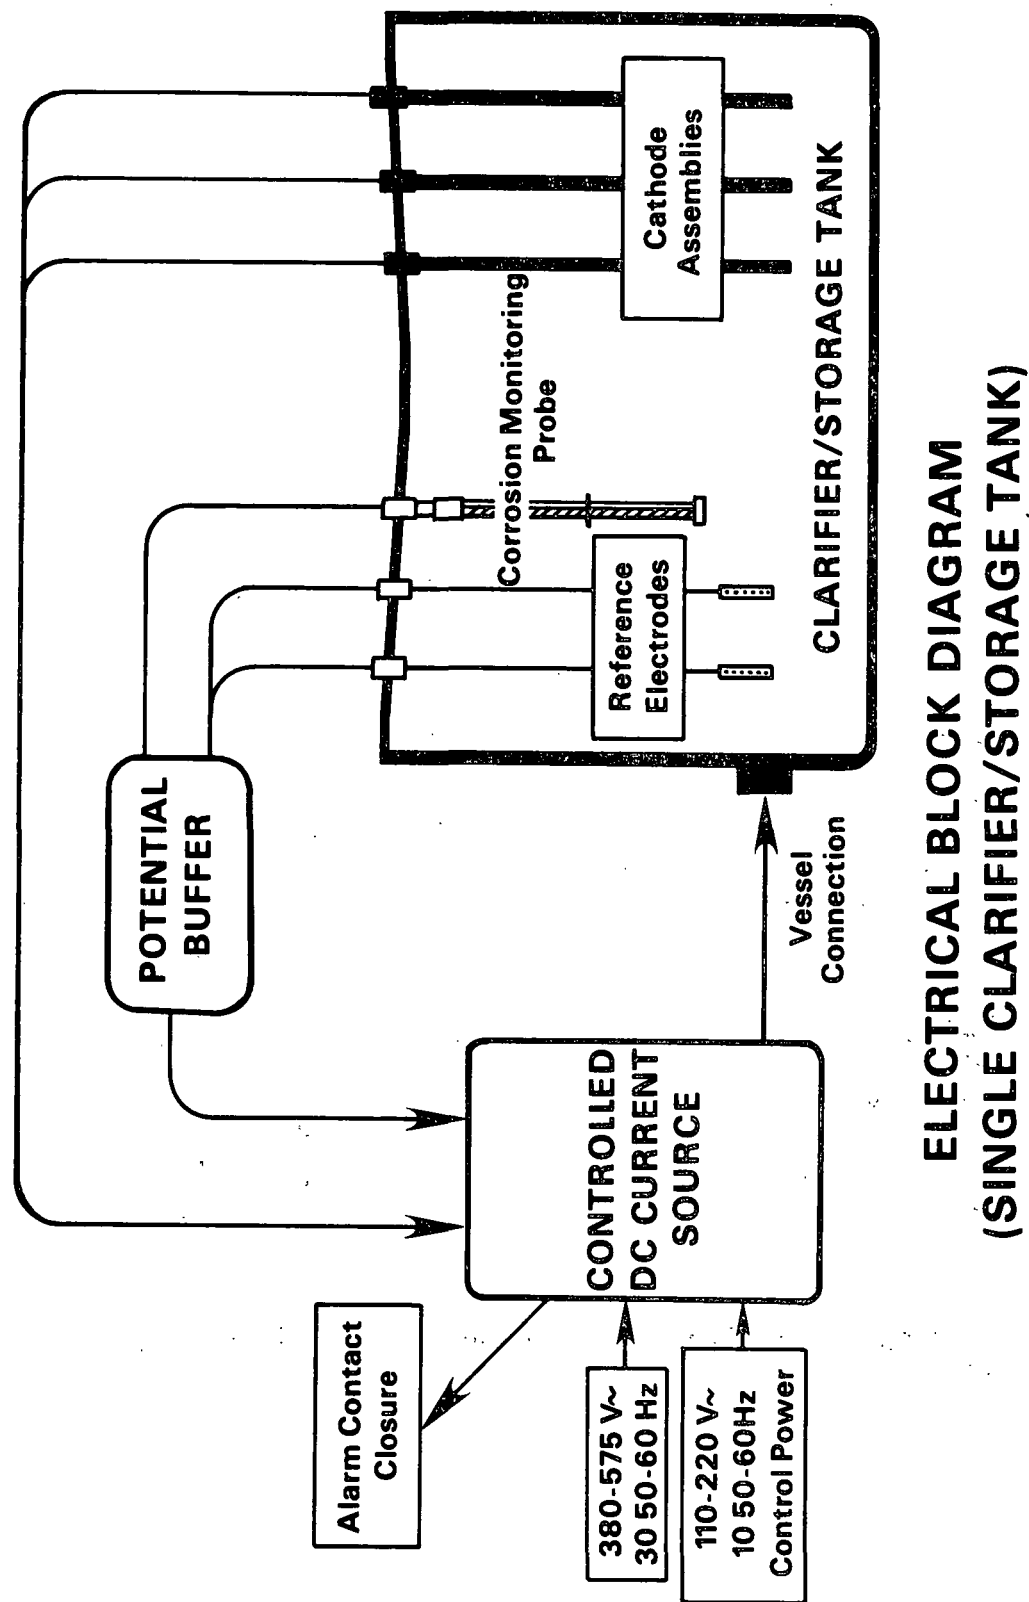 POTENTIAL
BUFFER
Cathode
Assemblies
Corrosion Monitoring
Probe
Reference
Electrodes
CLARIFIER/STORAGE TANK
Alarm Contact
Closure
CONTROLLED
DC CURRENT
SOURCE
Vessel
Connection
380-575 V~
30 50-60 Hz
110-220 V~
10 50-60Hz
Control Power
ELECTRICAL BLOCK DIAGRAM
(SINGLE CLARIFIER/STORAGE TANK)